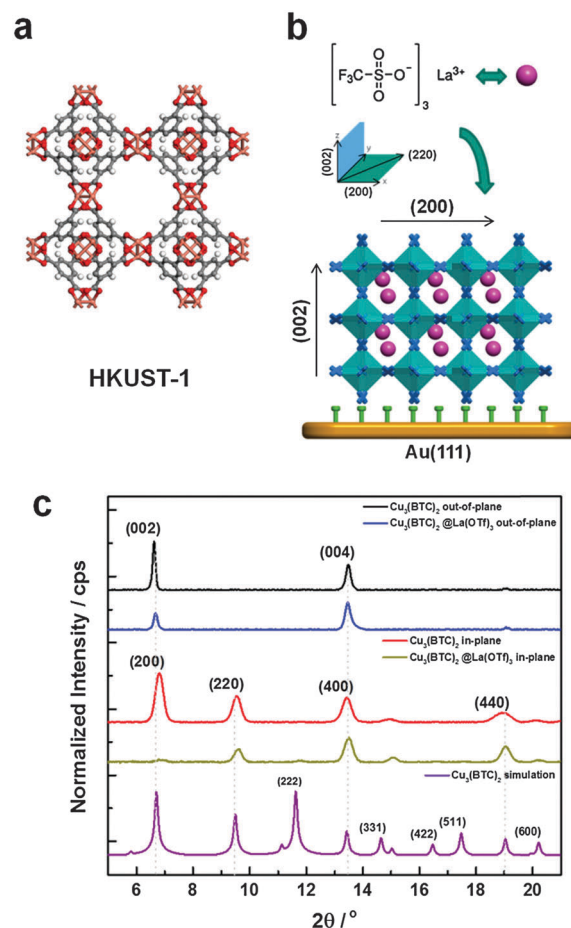 a
HKUST-1
b
F₃C-S-O⁻
O
O
3
La³⁺
(002)
z
y
x
(220)
(200)
(200)
(002)
Au(111)
c
Normalized Intensity / cps
Cu₃(BTC)₂ out-of-plane
Cu₃(BTC)₂ @La(OTf)₃ out-of-plane
(002)
(004)
Cu₃(BTC)₂ in-plane
Cu₃(BTC)₂ @La(OTf)₃ in-plane
(200)
(220)
(400)
(440)
Cu₃(BTC)₂ simulation
(222)
(331)
(422)
(511)
(600)
6 8 10 12 14 16 18 20
2θ / °